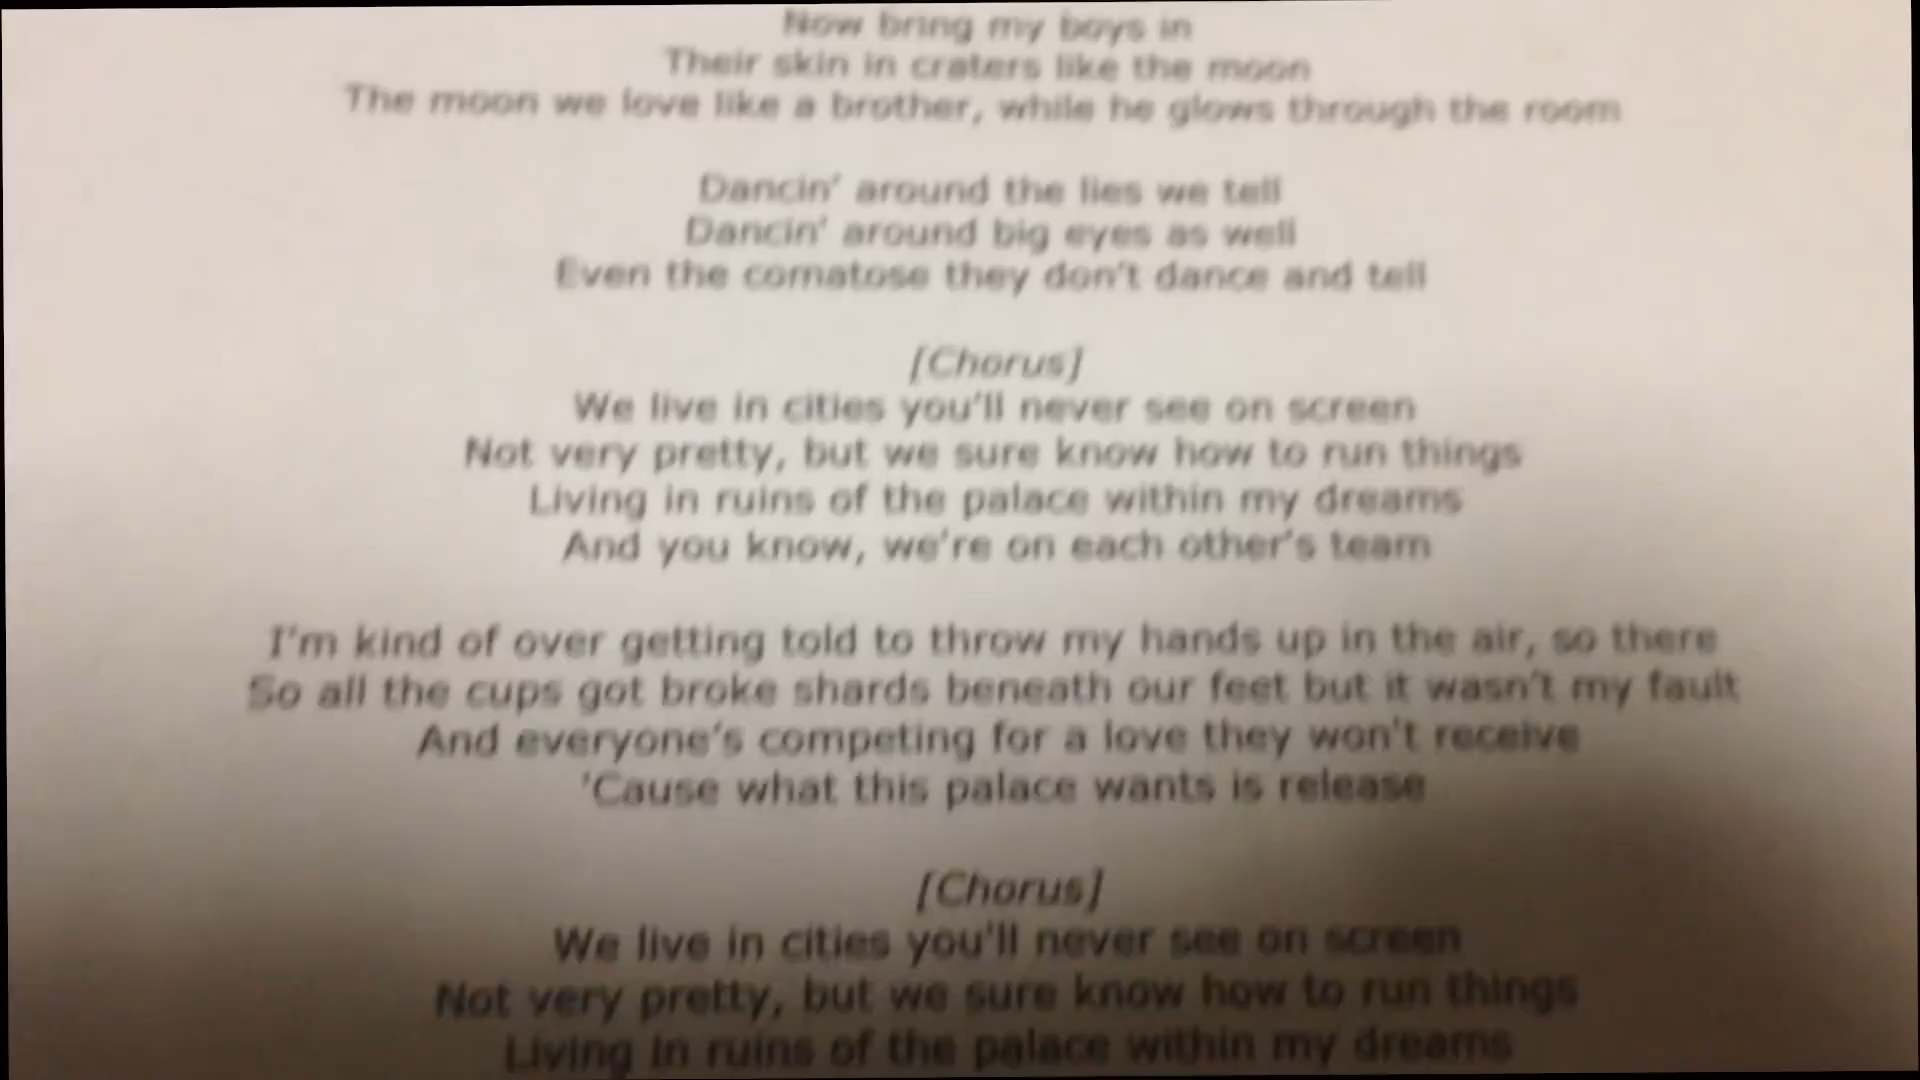 Now bring my boys in
Their skin in craters like the moon
The moon we love like a brother, while he glows through the room
Dancin' around the lies we tell
Dancin' around big eyes as well
Even the comatose they don't dance and tell
[Chorus]
We live in cities you'll never see on screen
Not very pretty, but we sure know how to run things
Living in ruins of the palace within my dreams
And you know, we're on each other's team
I'm kind of over getting told to throw my hands up in the air, so there
So all the cups got broke shards beneath our feet but it wasn't my fault
And everyone's competing for a love they won't receive
'Cause what this palace wants is release
[Chorus]
We live in cities you'll never see on screen
Not very pretty, but we sure know how to run things
Living in ruins of the palace within my dreams